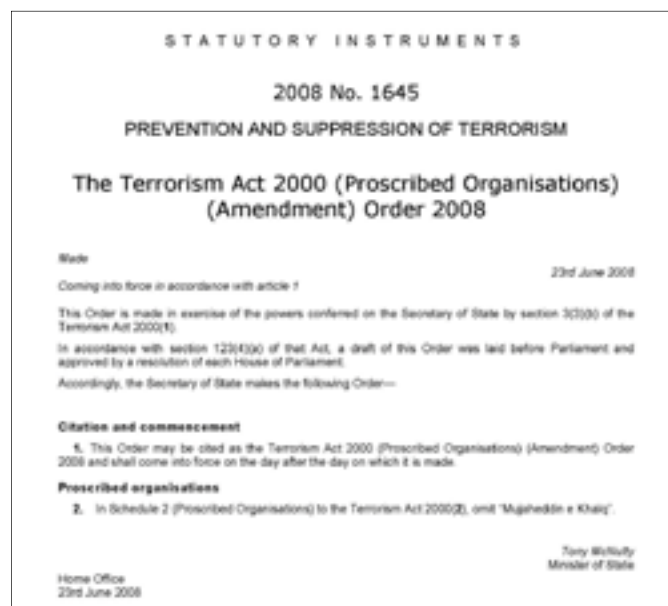 STATUTORY INSTRUMENTS
2008 No. 1645
PREVENTION AND SUPPRESSION OF TERRORISM
The Terrorism Act 2000 (Proscribed Organisations)
(Amendment) Order 2008
Made
23rd June 2008
Coming into force in accordance with article 1
This Order is made in exercise of the powers conferred on the Secretary of State by section 3(3)(b) of the
Terrorism Act 2000(1).
In accordance with section 123(4)(a) of that Act, a draft of this Order was laid before Parliament and
approved by a resolution of each House of Parliament.
Accordingly, the Secretary of State makes the following Order—
Citation and commencement
1. This Order may be cited as the Terrorism Act 2000 (Proscribed Organisations) (Amendment) Order
2008 and shall come into force on the day after the day on which it is made.
Proscribed organisations
2. In Schedule 2 (Proscribed Organisations) to the Terrorism Act 2000(2), omit "Mujaheddin e Khalq".
Tony McNulty
Minister of State
Home Office
23rd June 2008